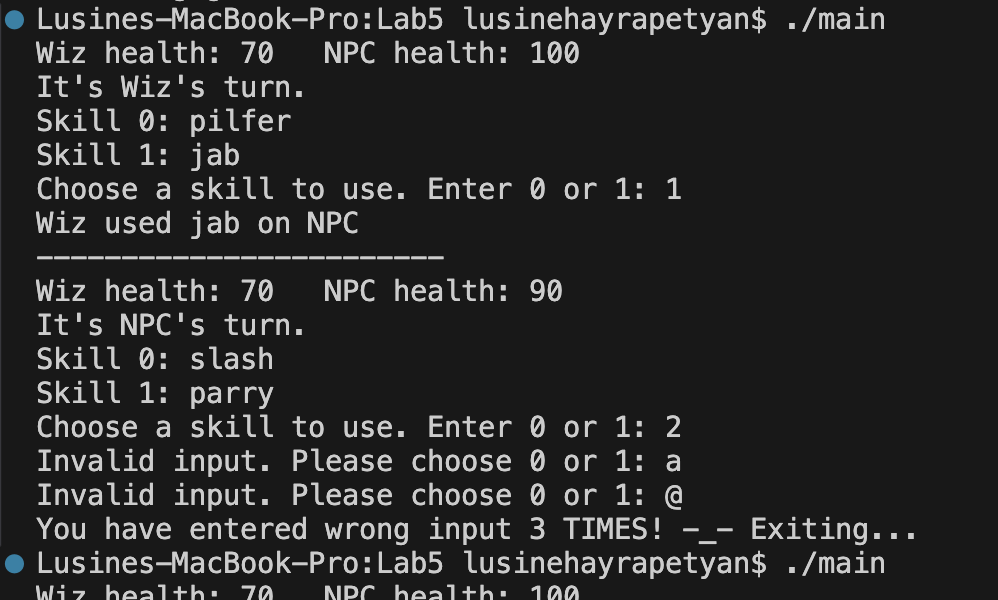 Lusines-MacBook-Pro:Lab5 lusinehayrapetyan$ ./main
Wiz health: 70   NPC health: 100
It's Wiz's turn.
Skill 0: pilfer
Skill 1: jab
Choose a skill to use. Enter 0 or 1: 1
Wiz used jab on NPC
------------------------
Wiz health: 70   NPC health: 90
It's NPC's turn.
Skill 0: slash
Skill 1: parry
Choose a skill to use. Enter 0 or 1: 2
Invalid input. Please choose 0 or 1: a
Invalid input. Please choose 0 or 1: @
You have entered wrong input 3 TIMES! -_- Exiting...
Lusines-MacBook-Pro:Lab5 lusinehayrapetyan$ ./main
Wiz health: 70   NPC health: 100